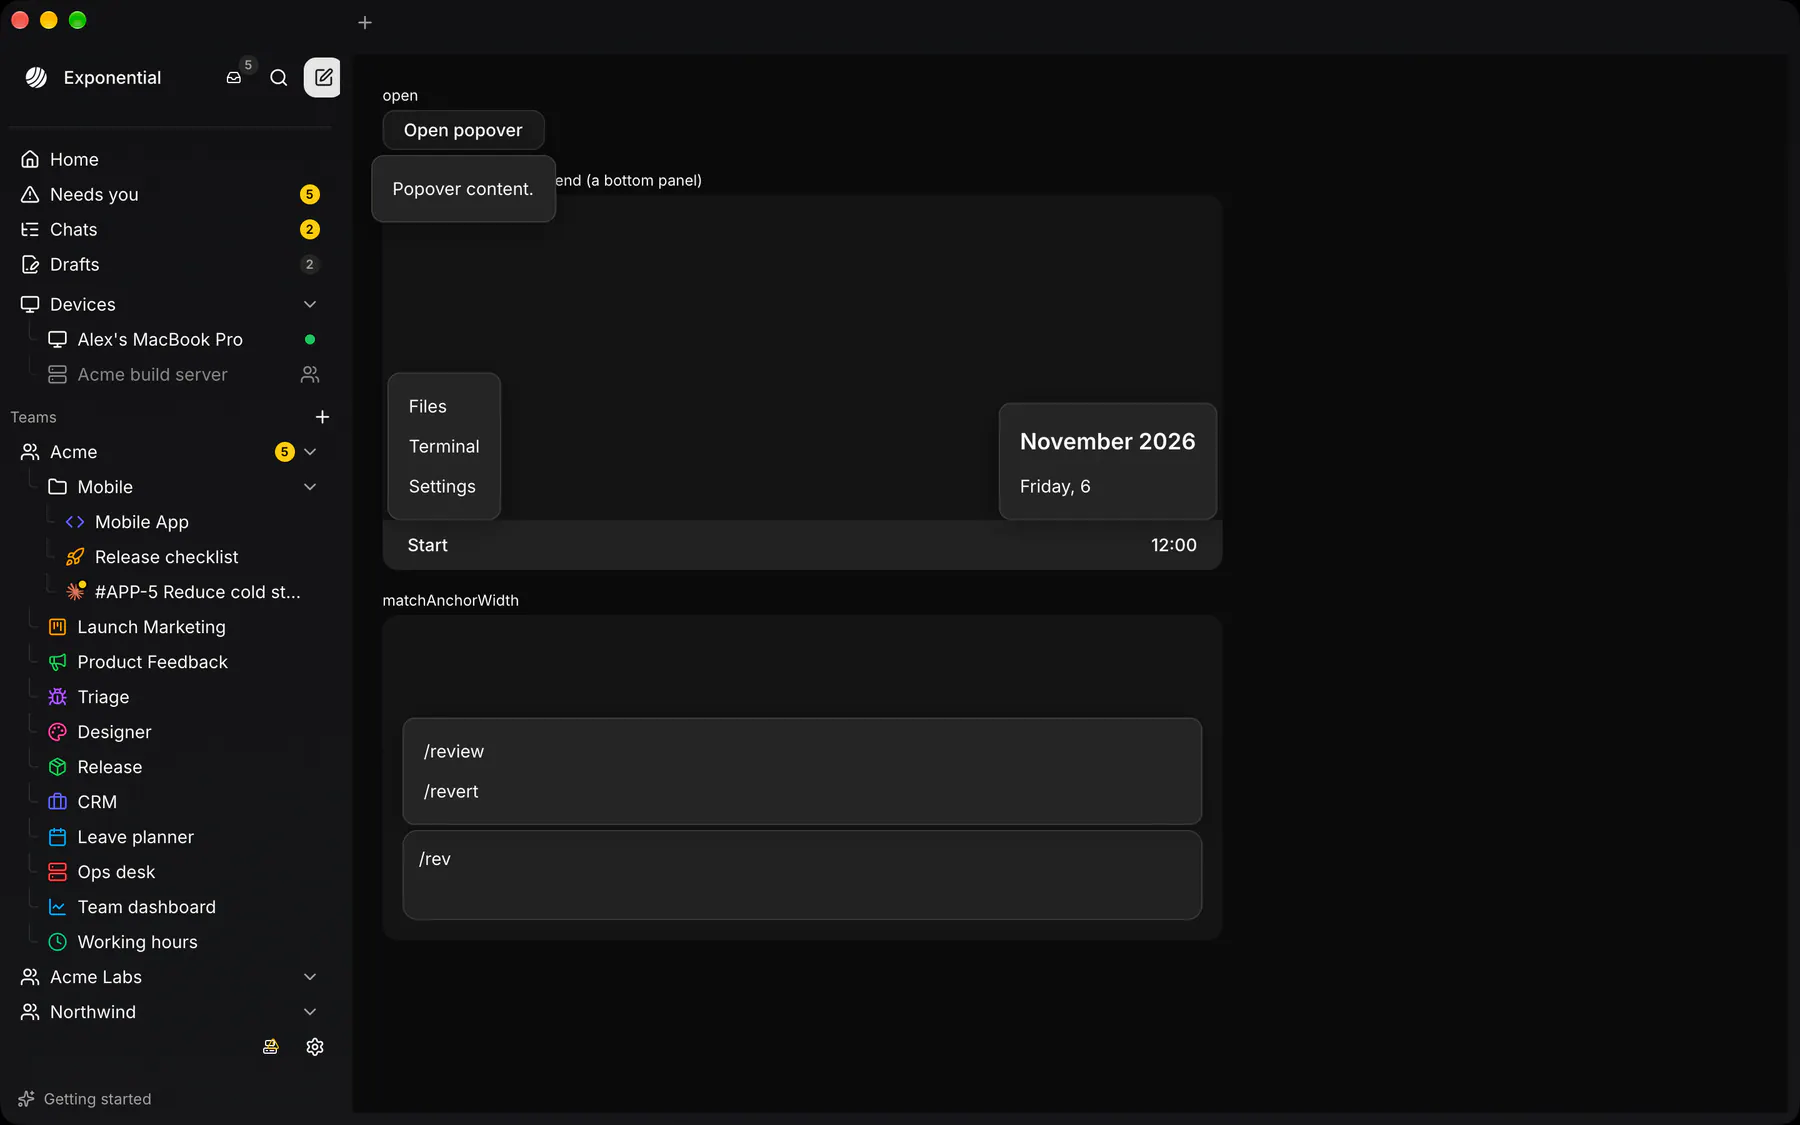 Exponential
5
Home
Needs you
5
Chats
2
Drafts
2
Devices
Alex's MacBook Pro
Acme build server
Teams
Acme
5
Mobile
Mobile App
Release checklist
#APP-5 Reduce cold st...
Launch Marketing
Product Feedback
Triage
Designer
Release
CRM
Leave planner
Ops desk
Team dashboard
Working hours
Acme Labs
Northwind
Getting started
open
Open popover
Popover content.
end (a bottom panel)
Files
Terminal
Settings
November 2026
Friday, 6
Start
12:00
matchAnchorWidth
/review
/revert
/rev